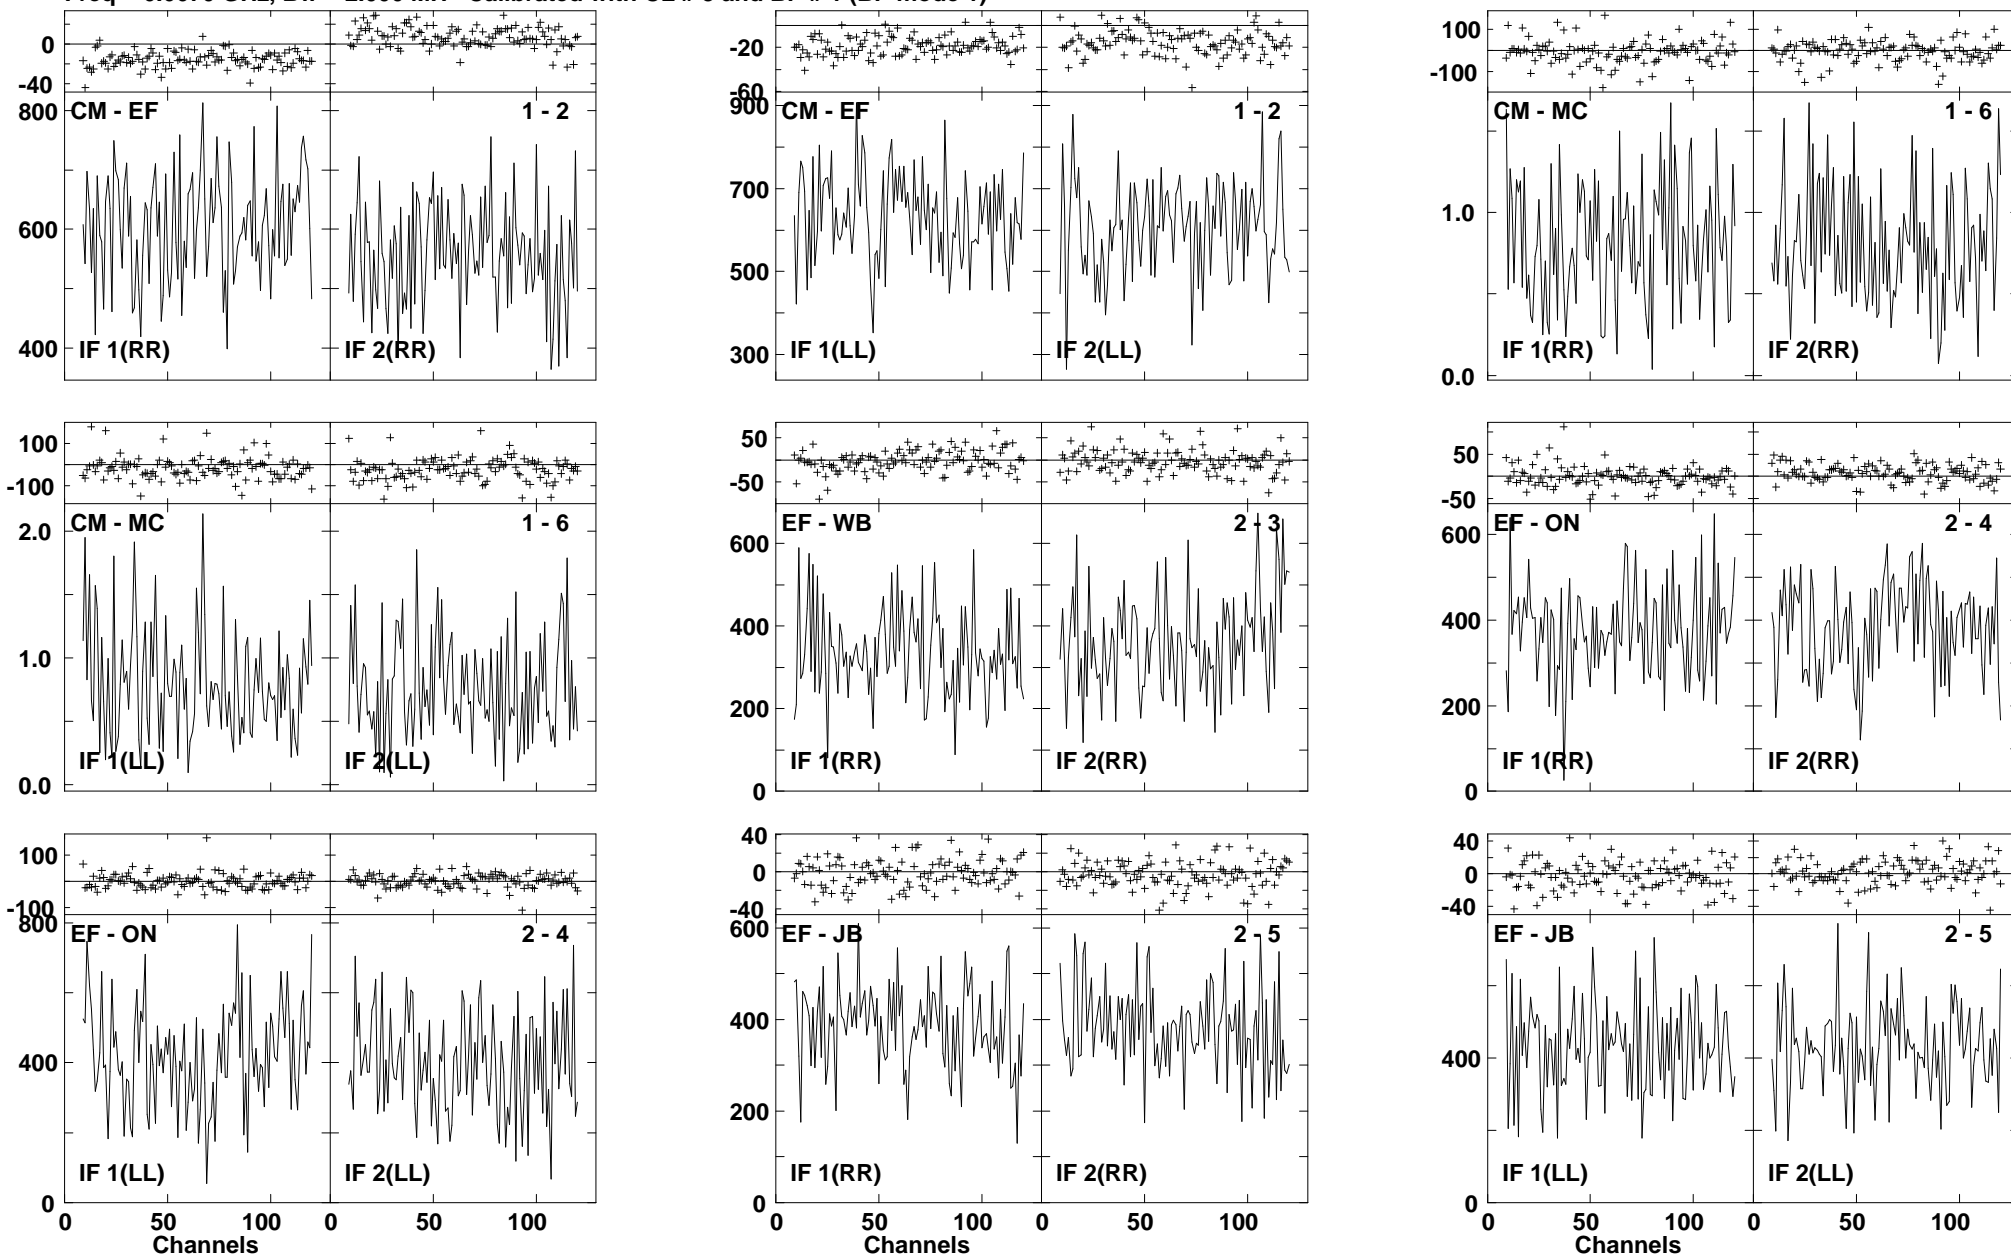 0
-40
800
600
400
CM - EF
1 - 2
IF 1(RR)
IF 2(RR)
-20
-60
900
700
500
300
CM - EF
1 - 2
IF 1(LL)
IF 2(LL)
100
-100
1.0
0.0
CM - MC
1 - 6
IF 1(RR)
IF 2(RR)
100
-100
2.0
1.0
0.0
CM - MC
1 - 6
IF 1(LL)
IF 2(LL)
50
-50
600
400
200
0
EF - WB
2 - 3
IF 1(RR)
IF 2(RR)
50
-50
600
400
200
0
EF - ON
2 - 4
IF 1(RR)
IF 2(RR)
100
-100
800
400
0
EF - ON
2 - 4
IF 1(LL)
IF 2(LL)
0 50 100 0 50 100
Channels
40
0
-40
600
400
200
0
EF - JB
2 - 5
IF 1(RR)
IF 2(RR)
0 50 100 0 50 100
Channels
40
0
-40
400
0
EF - JB
2 - 5
IF 1(LL)
IF 2(LL)
0 50 100 0 50 100
Channels